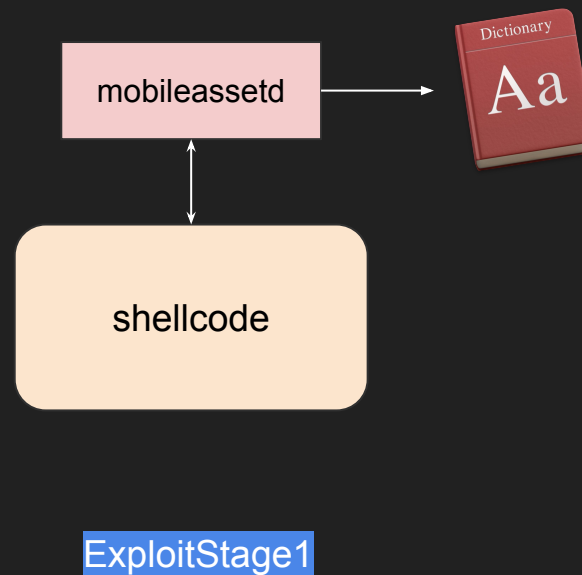 Dictionary
Aa
mobileassetd
shellcode
ExploitStage1